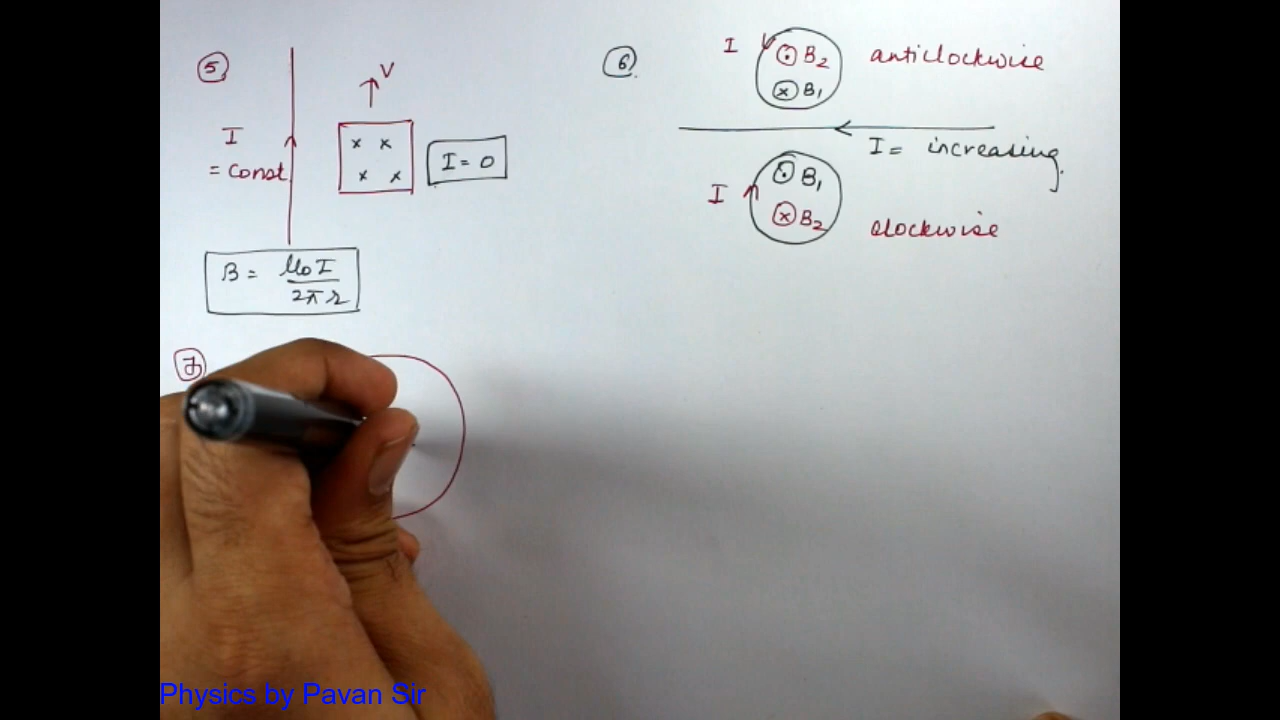 5
V
I
= const
× ×
× ×
I = 0
B = μ₀I / 2πr
6
I
⊙ B₂
⊗ B₁
anticlockwise
I = increasing
⊙ B₁
I
⊗ B₂
clockwise
7
Physics by Pavan Sir